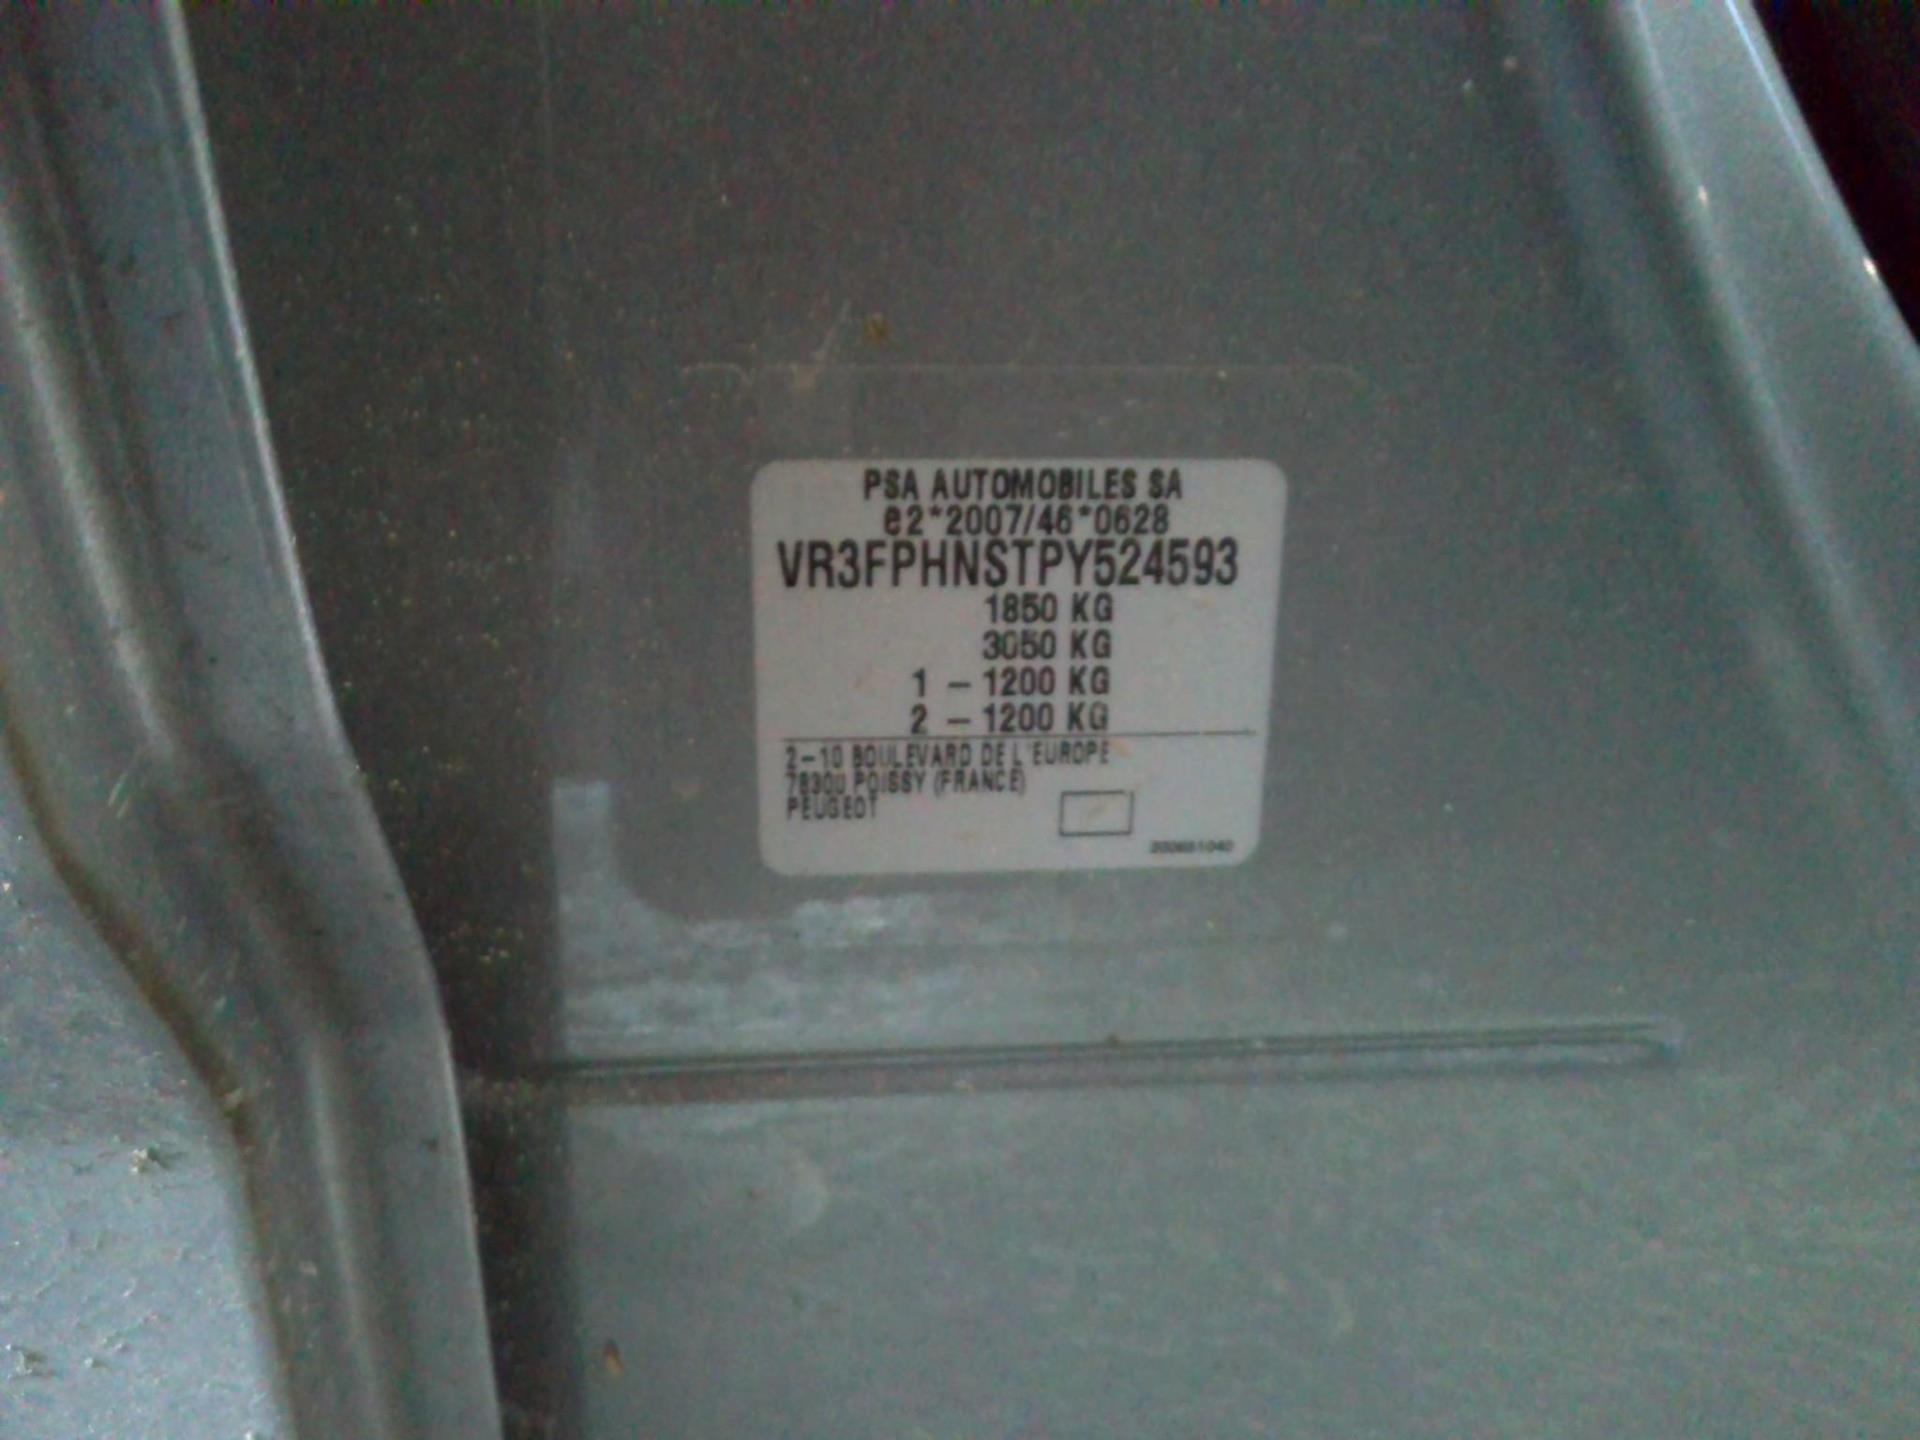 PSA AUTOMOBILES SA
e2*2007/46*0628
VR3FPHNSTPY524593
1850 KG
3050 KG
1 - 1200 KG
2 - 1200 KG
2-10 BOULEVARD DE L'EUROPE
78300 POISSY (FRANCE)
PEUGEOT